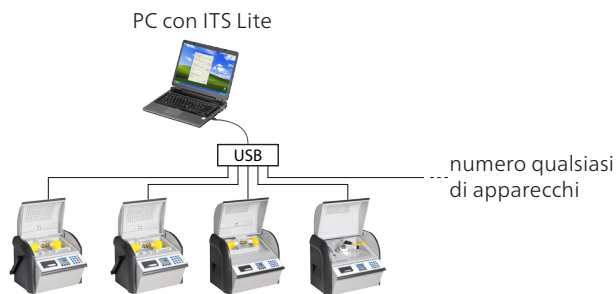 PC con ITS Lite
USB
numero qualsiasi
di apparecchi